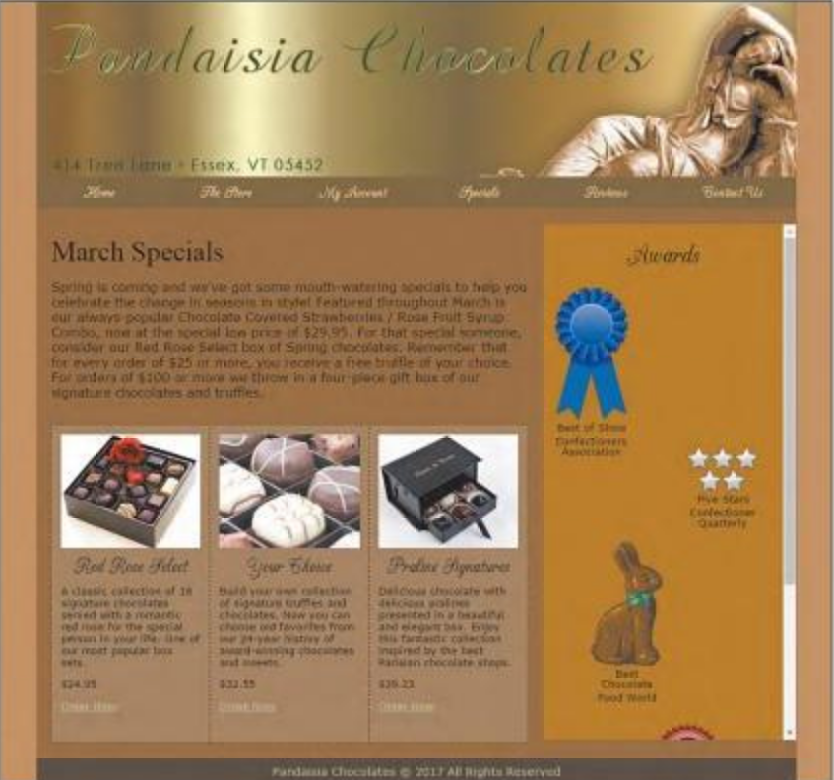 Pandaisia Chocolates
414 Tree Lane • Essex, VT 05452
Home The Store My Account Specials Reviews Contact Us
March Specials
Spring is coming and we've got some mouth-watering specials to help you
celebrate the change in seasons in style! Featured throughout March is
our always-popular Chocolate Covered Strawberries / Rose Fruit Syrup
Combo, now at the special low price of $29.95. For that special someone,
consider our Red Rose Select box of Spring chocolates. Remember that
for every order of $25 or more, you receive a free truffle of your choice.
For orders of $100 or more we throw in a four-piece gift box of our
signature chocolates and truffles.
Red Rose Select
A classic collection of 16
signature chocolates
served with a romantic
red rose for the special
person in your life. One of
our most popular box
sets.
$24.95
Order Now
Your Choice
Build your own collection
of signature truffles and
chocolates. Now you can
choose old favorites from
our 24-year history of
award-winning chocolates
and sweets.
$32.55
Order Now
Praline Signatures
Delicious chocolate with
delicious pralines
presented in a beautiful
and elegant box. Enjoy
this fantastic collection
inspired by the best
Parisian chocolate shops.
$39.23
Order Now
Awards
Best of Show
Confectioners
Association
Five Stars
Confectioner
Quarterly
Best
Chocolate
Food World
Pandaisia Chocolates © 2017 All Rights Reserved